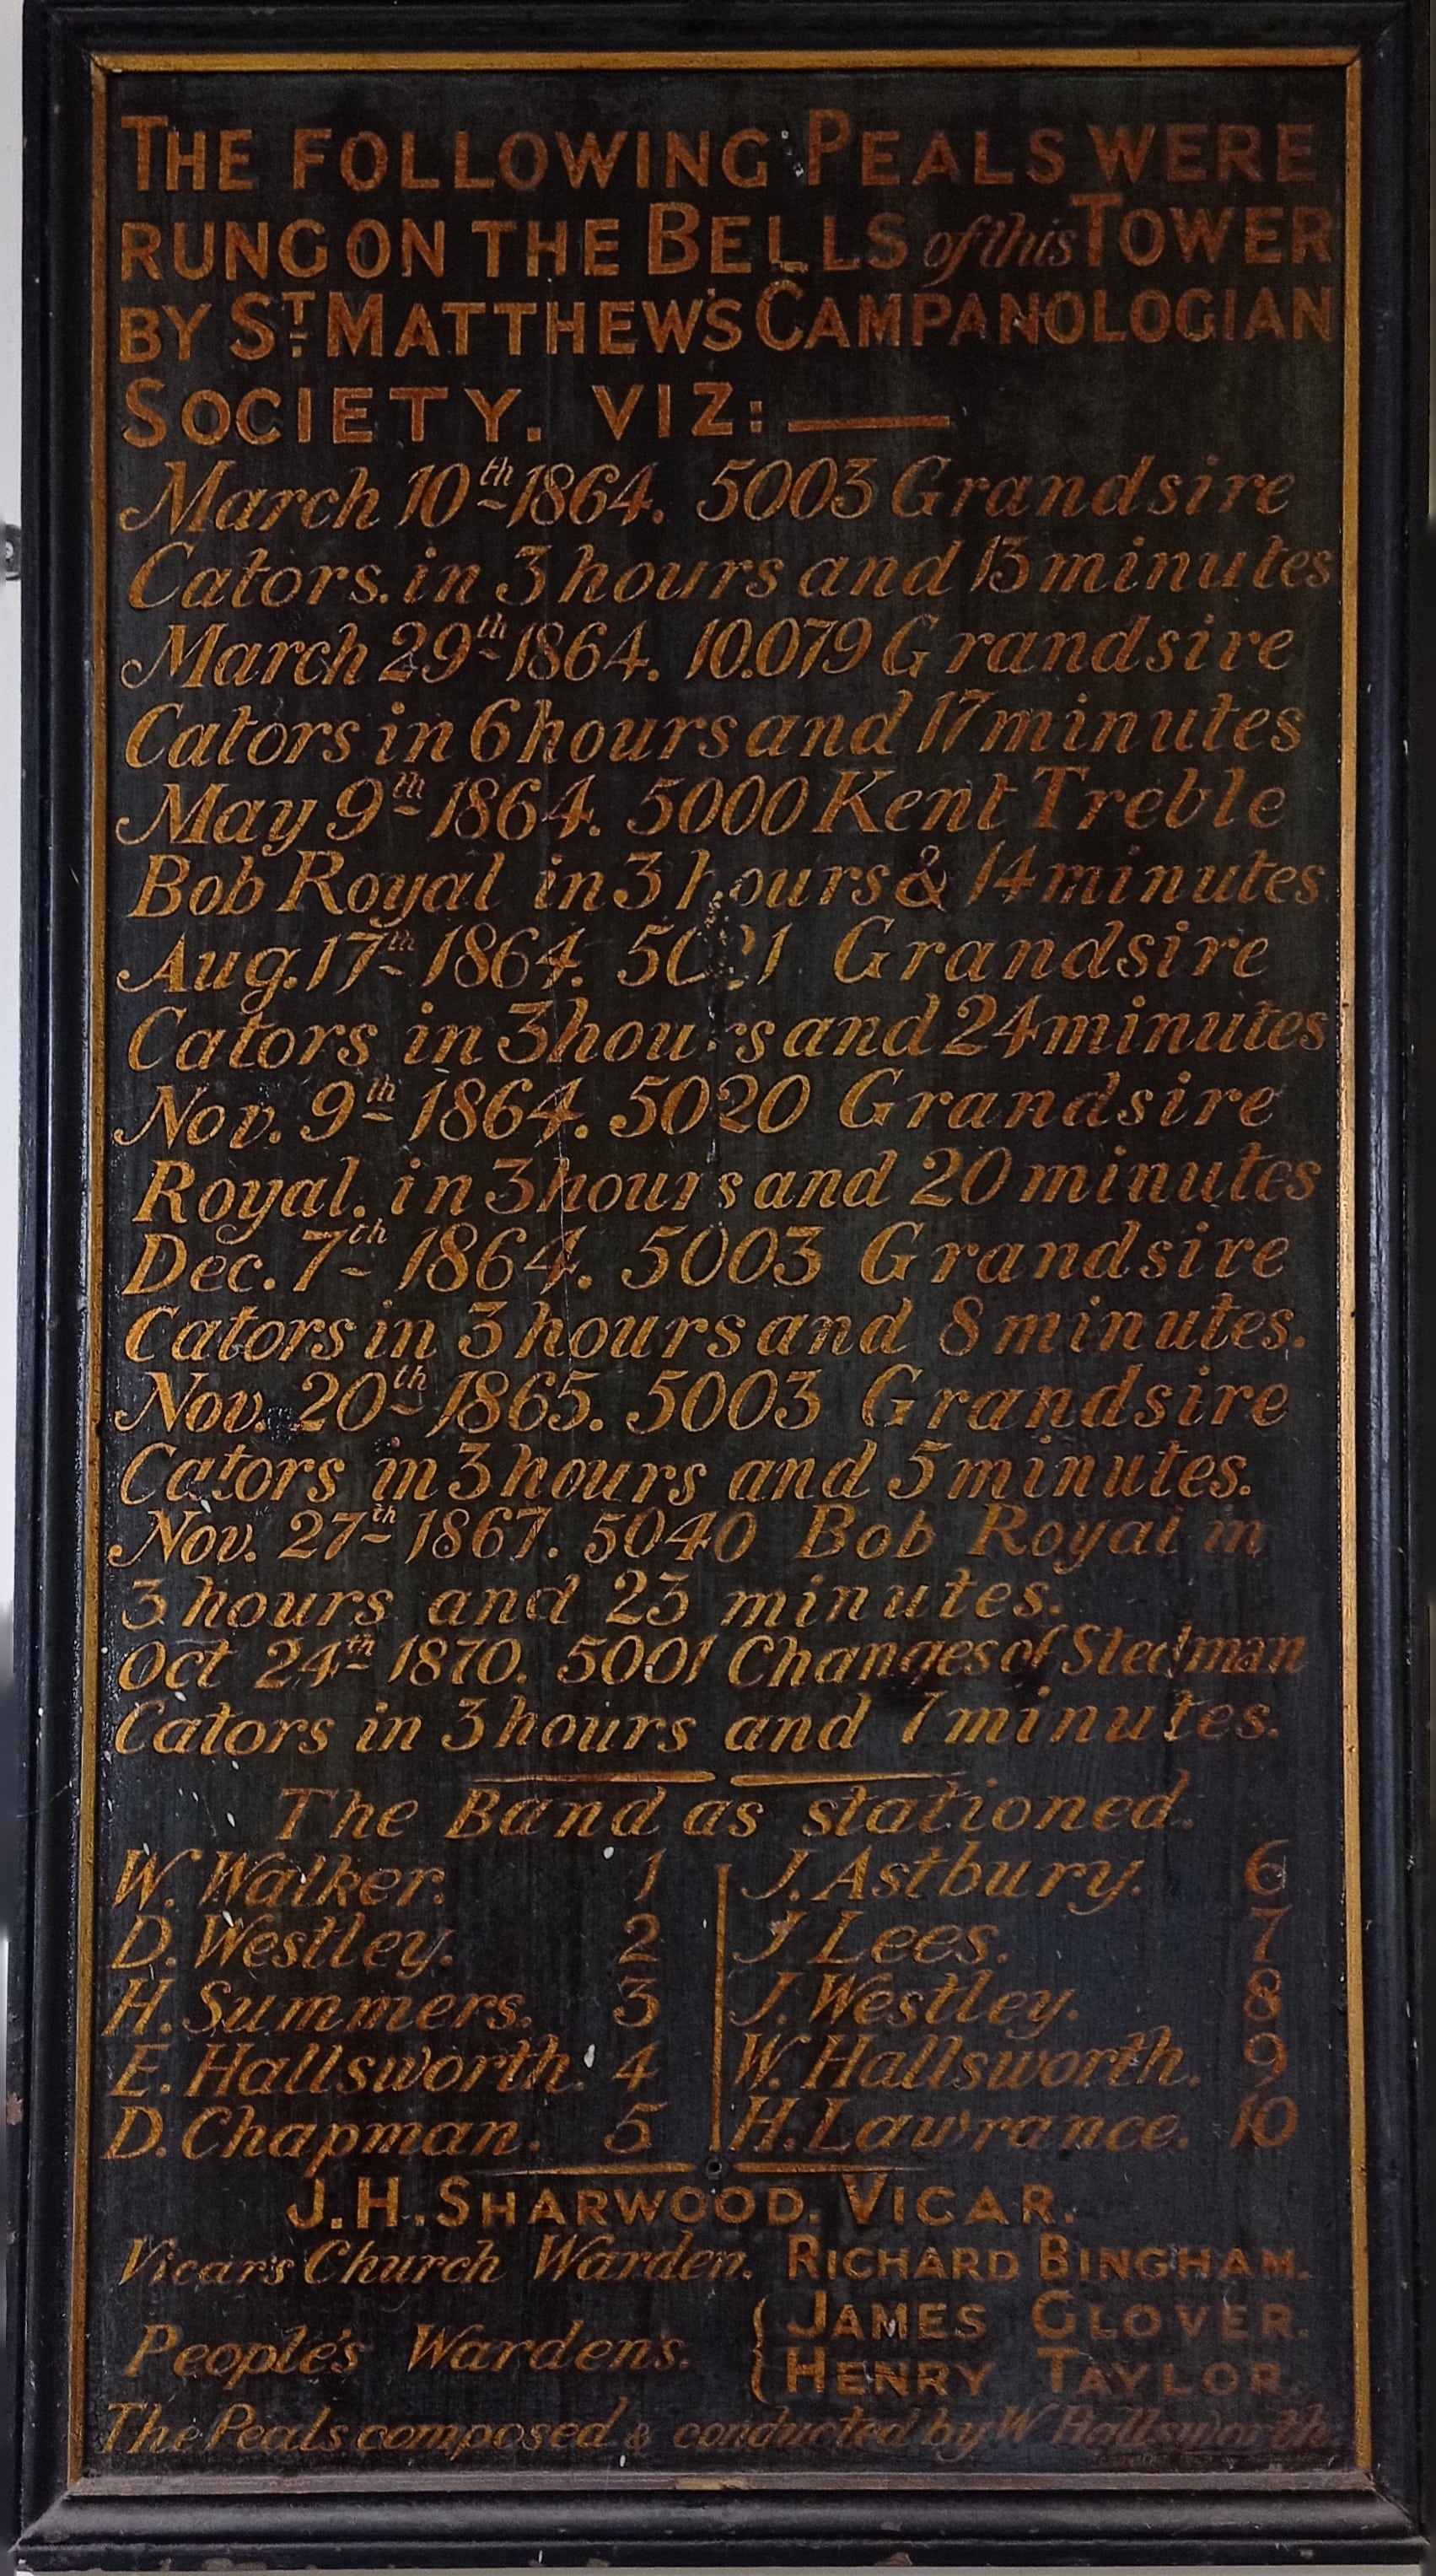 THE FOLLOWING PEALS WERE
RUNG ON THE BELLS of this TOWER
BY ST. MATTHEW'S CAMPANOLOGIAN
SOCIETY. VIZ: —
March 10th 1864. 5003 Grandsire
Cators. in 3 hours and 13 minutes
March 29th 1864. 10.079 Grandsire
Cators in 6 hours and 17 minutes
May 9th 1864. 5000 Kent Treble
Bob Royal in 3 hours & 14 minutes
Aug. 17th 1864. Grandsire
Cators in 3 hours and 24 minutes
Nov. 9th 1864. 5020 Grandsire
Royal. in 3 hours and 20 minutes
Dec. 7th 1864. 5003 Grandsire
Cators in 3 hours and 8 minutes.
Nov. 20th 1865. 5003 Grandsire
Cators in 3 hours and 5 minutes.
Nov. 27th 1867. 5040 Bob Royal in
3 hours and 23 minutes.
Oct 24th 1870. 5001 Changes of Stedman
Cators in 3 hours and 7 minutes.
The Band as stationed.
W. Walker. 1 J. Astbury. 6
D. Westley. 2 J Lees. 7
H. Summers. 3 J. Westley. 8
E. Hallsworth. 4 W. Hallsworth. 9
D. Chapman. 5 H. Lawrance. 10
J.H. SHARWOOD. VICAR.
Vicar's Church Warden. RICHARD BINGHAM.
People's Wardens. { JAMES GLOVER.
HENRY TAYLOR.
The Peals composed & conducted by W Hallsworth